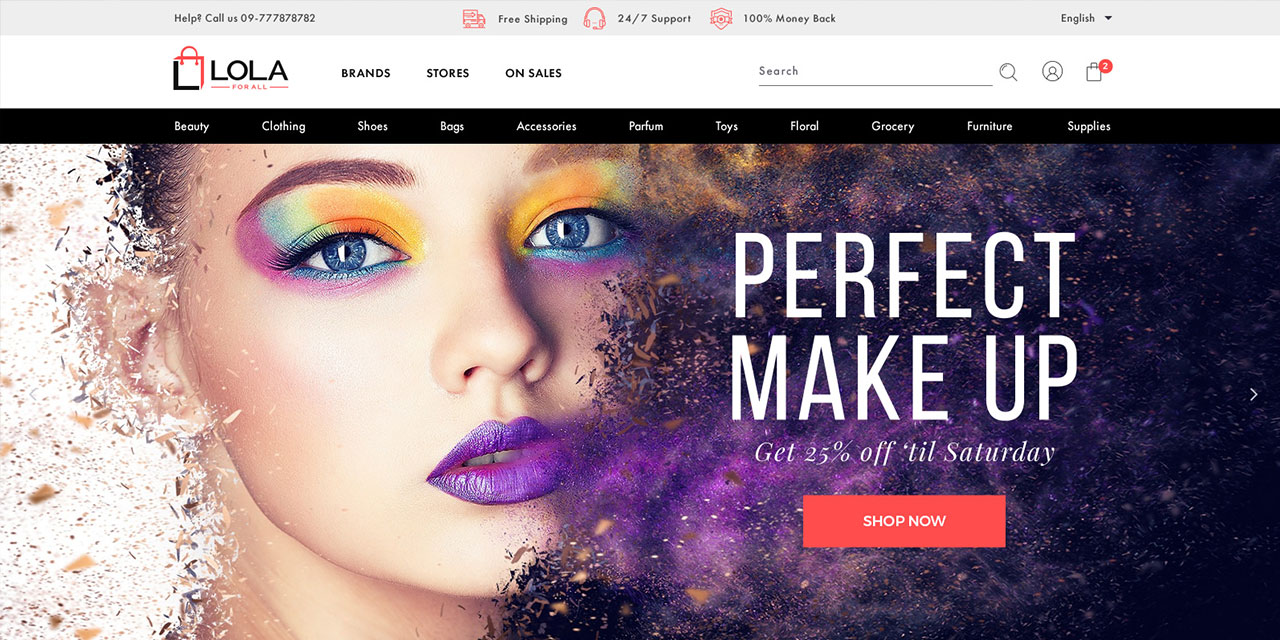 Help? Call us 09-777878782
Free Shipping
24/7 Support
100% Money Back
English
LOLA
FOR ALL
BRANDS
STORES
ON SALES
Search
2
Beauty
Clothing
Shoes
Bags
Accessories
Parfum
Toys
Floral
Grocery
Furniture
Supplies
PERFECT
MAKE UP
Get 25% off ‘til Saturday
SHOP NOW